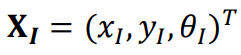 𝐗_𝑰 = (x_I, y_I, θ_I)^T